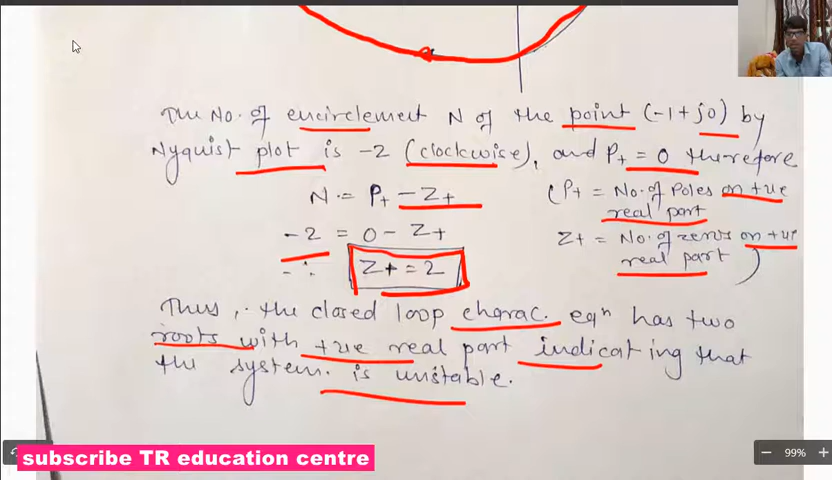 The No. of encirclement N of the point (-1+j0) by
Nyquist plot is -2 (clockwise), and P+ = 0 therefore
N = P+ - Z+ (P+ = No. of Poles on +ve
real part
-2 = 0 - Z+ Z+ = No. of zeros on +ve
real part)
∴ Z+ = 2
Thus, the closed loop charac. eqn has two
roots with +ve real part indicating that
the system is unstable.
subscribe TR education centre
99%